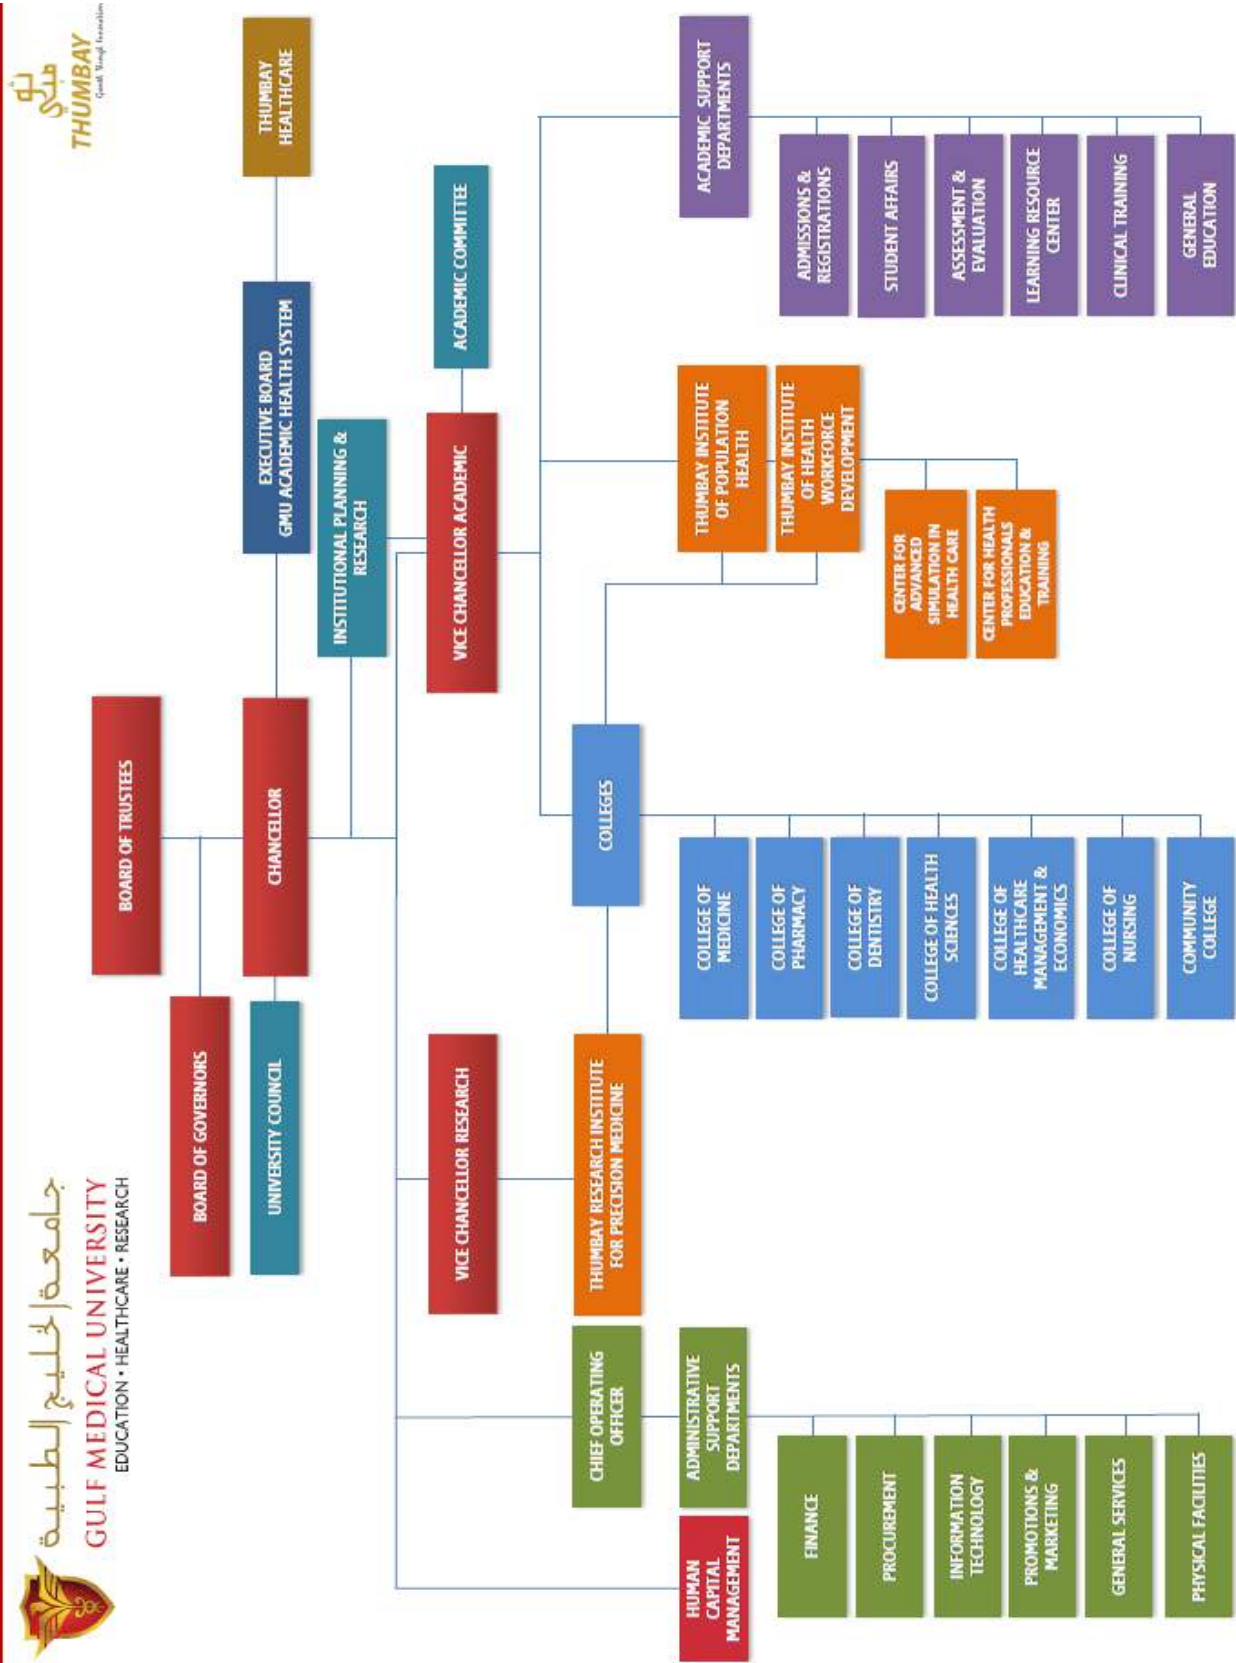 جامعة الخليج الطبية
GULF MEDICAL UNIVERSITY
EDUCATION • HEALTHCARE • RESEARCH
ثومبي
THUMBAY
BOARD OF TRUSTEES
BOARD OF GOVERNORS
CHANCELLOR
UNIVERSITY COUNCIL
EXECUTIVE BOARD
GMU ACADEMIC HEALTH SYSTEM
THUMBAY
HEALTHCARE
INSTITUTIONAL PLANNING &
RESEARCH
VICE CHANCELLOR RESEARCH
VICE CHANCELLOR ACADEMIC
ACADEMIC COMMITTEE
CHIEF OPERATING
OFFICER
THUMBAY RESEARCH INSTITUTE
FOR PRECISION MEDICINE
COLLEGES
HUMAN
CAPITAL
MANAGEMENT
ADMINISTRATIVE
SUPPORT
DEPARTMENTS
FINANCE
PROCUREMENT
INFORMATION
TECHNOLOGY
PROMOTIONS &
MARKETING
GENERAL SERVICES
PHYSICAL FACILITIES
COLLEGE OF
MEDICINE
COLLEGE OF
PHARMACY
COLLEGE OF
DENTISTRY
COLLEGE OF HEALTH
SCIENCES
COLLEGE OF
HEALTHCARE
MANAGEMENT &
ECONOMICS
COLLEGE OF
NURSING
COMMUNITY
COLLEGE
THUMBAY INSTITUTE
OF POPULATION
HEALTH
THUMBAY INSTITUTE
OF HEALTH
WORKFORCE
DEVELOPMENT
CENTER FOR
ADVANCED
SIMULATION IN
HEALTH CARE
CENTER FOR HEALTH
PROFESSIONALS
EDUCATION &
TRAINING
ACADEMIC SUPPORT
DEPARTMENTS
ADMISSIONS &
REGISTRATIONS
STUDENT AFFAIRS
ASSESSMENT &
EVALUATION
LEARNING RESOURCE
CENTER
CLINICAL TRAINING
GENERAL
EDUCATION